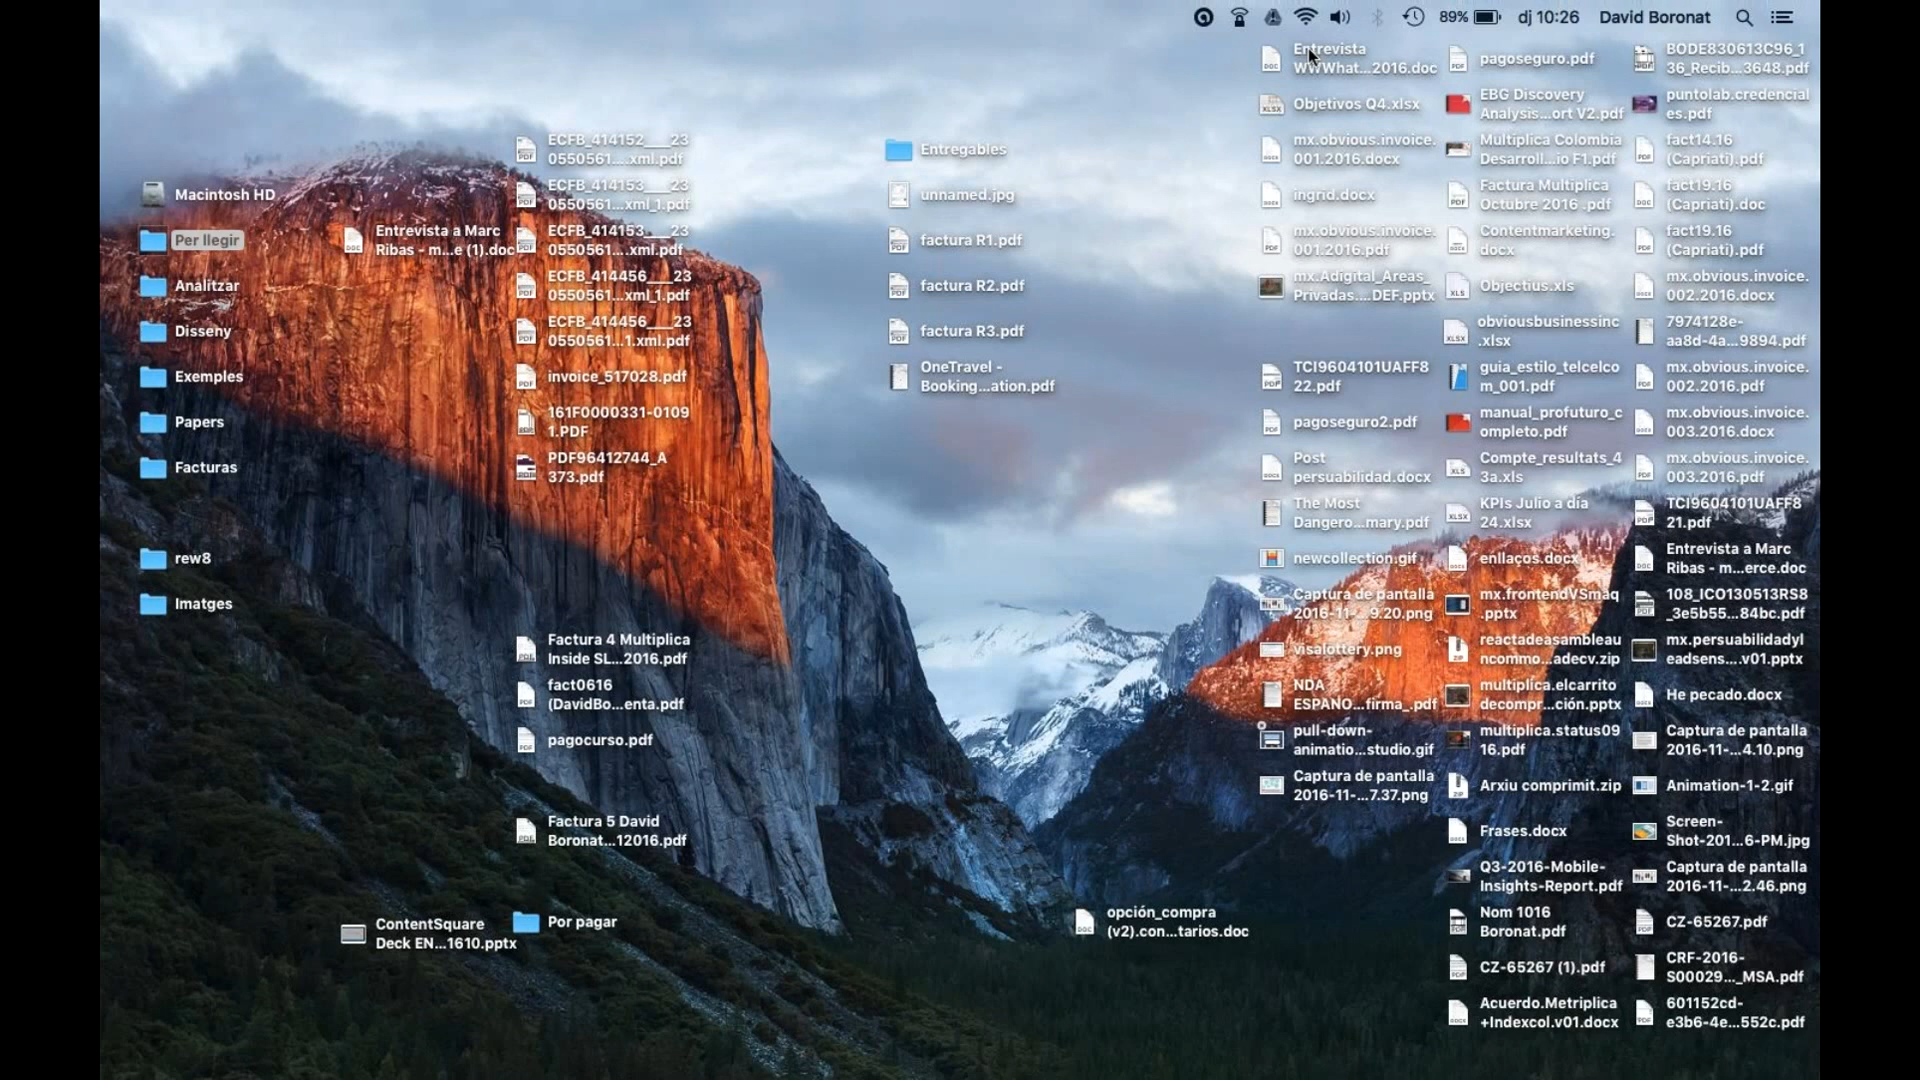 89%
dj 10:26
David Boronat
Macintosh HD
Per llegir
Analitzar
Disseny
Exemples
Papers
Facturas
rew8
Imatges
Entrevista a Marc
Ribas - m...e (1).doc
ContentSquare
Deck EN...1610.pptx
ECFB_414152___23
0550561....xml.pdf
ECFB_414153___23
0550561...xml_1.pdf
ECFB_414153___23
0550561....xml.pdf
ECFB_414456___23
0550561...xml_1.pdf
ECFB_414456___23
0550561...1.xml.pdf
invoice_517028.pdf
161F0000331-0109
1.PDF
PDF96412744_A
373.pdf
Factura 4 Multiplica
Inside SL...2016.pdf
fact0616
(DavidBo...enta.pdf
pagocurso.pdf
Factura 5 David
Boronat...12016.pdf
Por pagar
Entregables
unnamed.jpg
factura R1.pdf
factura R2.pdf
factura R3.pdf
OneTravel -
Booking...ation.pdf
opción_compra
(v2).con...tarios.doc
Entrevista
WWWhat...2016.doc
Objetivos Q4.xlsx
mx.obvious.invoice.
001.2016.docx
ingrid.docx
mx.obvious.invoice.
001.2016.pdf
mx.Adigital_Areas_
Privadas....DEF.pptx
TCI9604101UAFF8
22.pdf
pagoseguro2.pdf
Post
persuabilidad.docx
The Most
Dangero...mary.pdf
newcollection.gif
Captura de pantalla
2016-11-...9.20.png
visalottery.png
NDA
ESPANO...firma_.pdf
pull-down-
animatio...studio.gif
Captura de pantalla
2016-11-...7.37.png
pagoseguro.pdf
EBG Discovery
Analysis...ort V2.pdf
Multiplica Colombia
Desarroll...io F1.pdf
Factura Multiplica
Octubre 2016 .pdf
Contentmarketing.
docx
Objectius.xls
obviousbusinessinc
.xlsx
guia_estilo_telcelco
m_001.pdf
manual_profuturo_c
ompleto.pdf
Compte_resultats_4
3a.xls
KPIs Julio a día
24.xlsx
enllaços.docx
mx.frontendVSmaq
.pptx
reactadeasambleau
ncommo...adecv.zip
multiplica.elcarrito
decompr...ción.pptx
multiplica.status09
16.pdf
Arxiu comprimit.zip
Frases.docx
Q3-2016-Mobile-
Insights-Report.pdf
Nom 1016
Boronat.pdf
CZ-65267 (1).pdf
Acuerdo.Metriplica
+Indexcol.v01.docx
BODE830613C96_1
36_Recib...3648.pdf
puntolab.credencial
es.pdf
fact14.16
(Capriati).pdf
fact19.16
(Capriati).doc
fact19.16
(Capriati).pdf
mx.obvious.invoice.
002.2016.docx
7974128e-
aa8d-4a...9894.pdf
mx.obvious.invoice.
002.2016.pdf
mx.obvious.invoice.
003.2016.docx
mx.obvious.invoice.
003.2016.pdf
TCI9604101UAFF8
21.pdf
Entrevista a Marc
Ribas - m...erce.doc
108_ICO130513RS8
_3e5b55...84bc.pdf
mx.persuabilidadyl
eadsens....v01.pptx
He pecado.docx
Captura de pantalla
2016-11-...4.10.png
Animation-1-2.gif
Screen-
Shot-201...6-PM.jpg
Captura de pantalla
2016-11-...2.46.png
CZ-65267.pdf
CRF-2016-
S00029..._MSA.pdf
601152cd-
e3b6-4e...552c.pdf